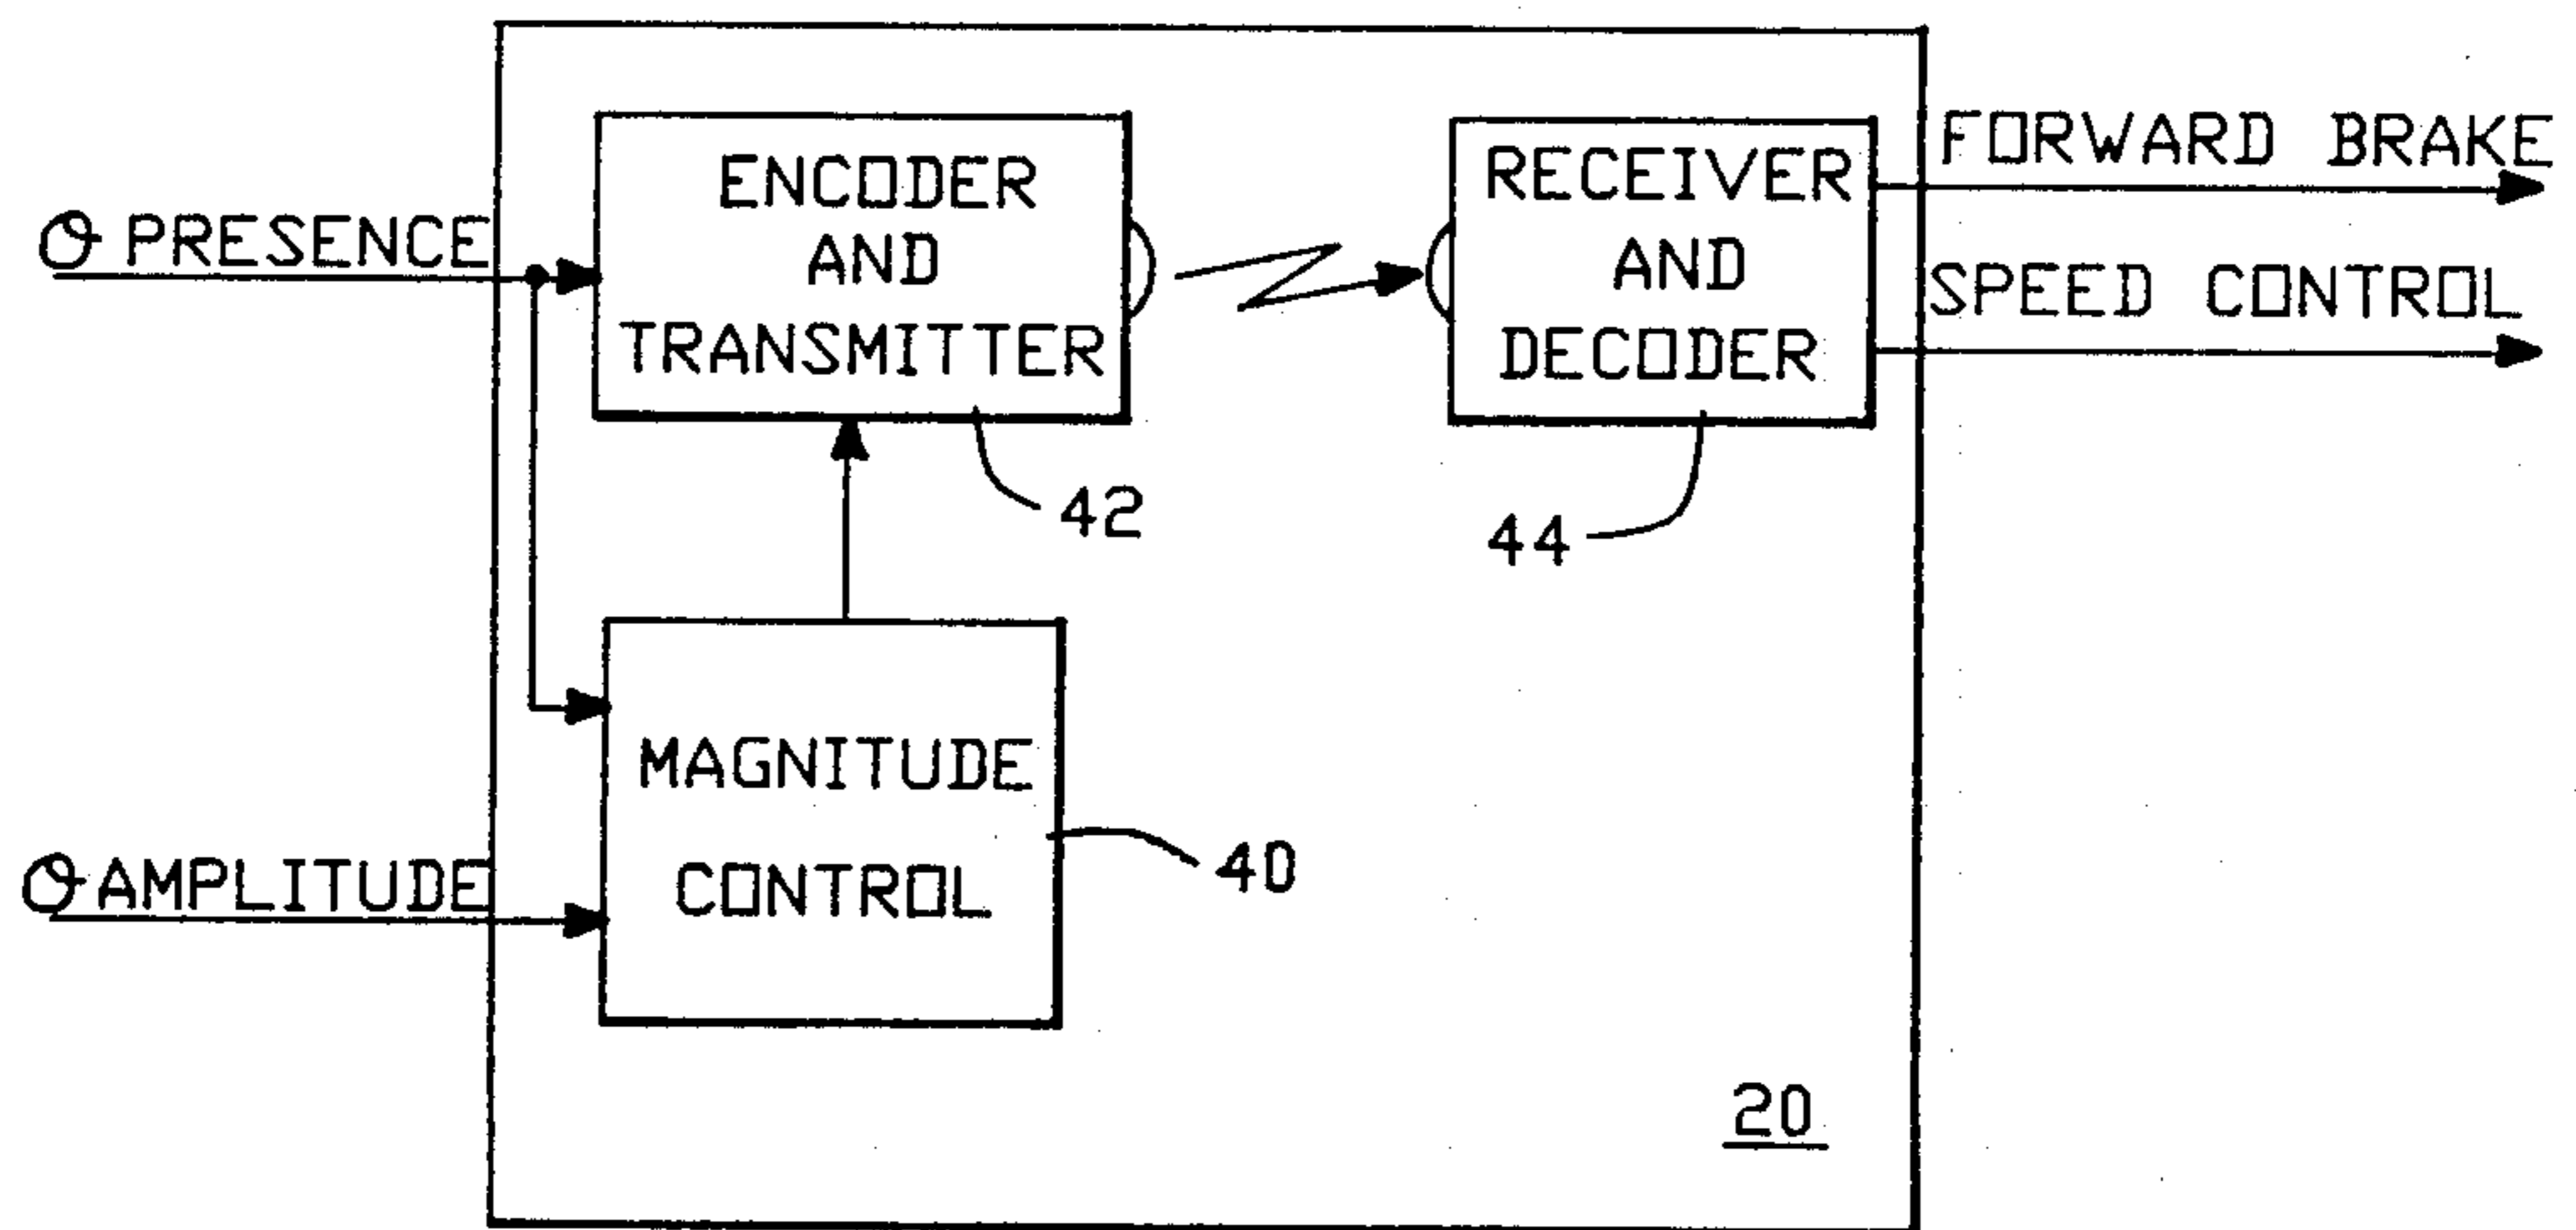 ENCODER
AND
TRANSMITTER
RECEIVER
AND
DECODER
FORWARD BRAKE
SPEED CONTROL
PRESENCE
42
44
MAGNITUDE
CONTROL
40
AMPLITUDE
20